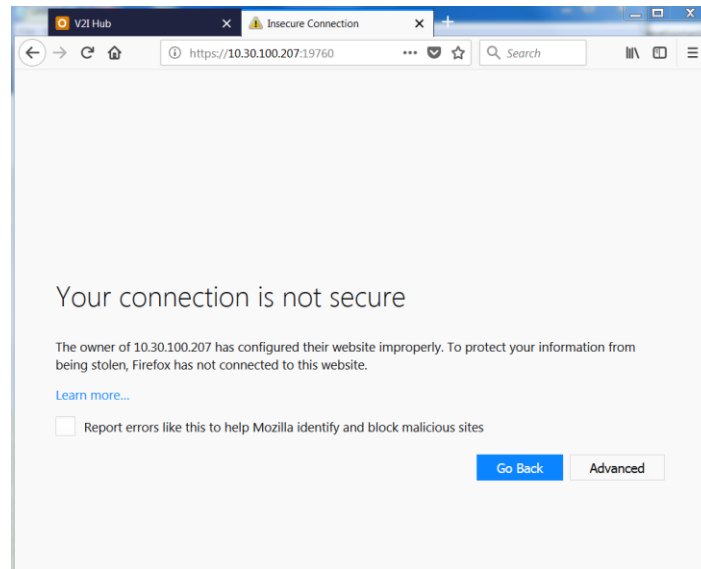 V2I Hub
Insecure Connection
https://10.30.100.207:19760
Search
Your connection is not secure
The owner of 10.30.100.207 has configured their website improperly. To protect your information from
being stolen, Firefox has not connected to this website.
Learn more...
Report errors like this to help Mozilla identify and block malicious sites
Go Back
Advanced